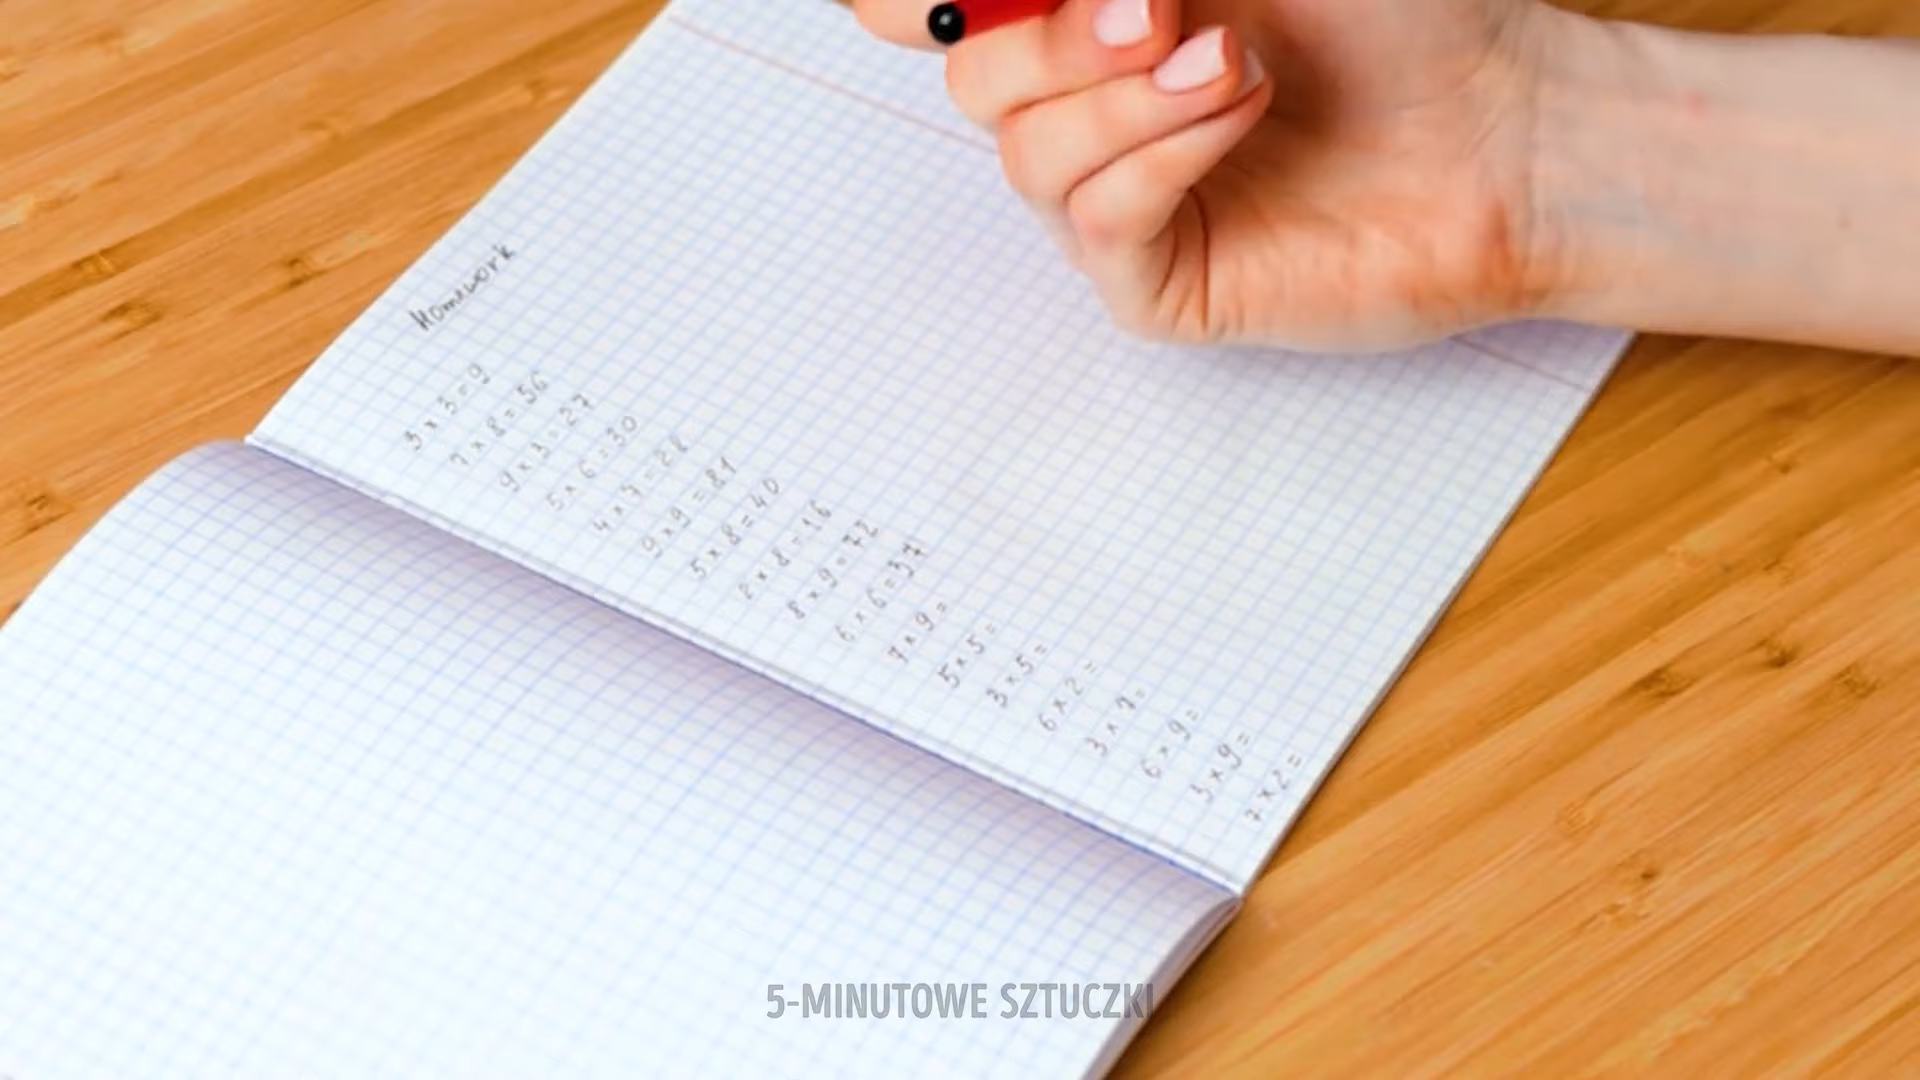 Homework
3 x 3 = 9
7 x 8 = 56
9 x 3 = 27
5 x 6 = 30
4 x 7 = 28
9 x 9 = 81
5 x 8 = 40
2 x 8 = 16
8 x 9 = 72
6 x 6 = 37
7 x 9 =
5 x 5 =
3 x 5 =
6 x 2 =
3 x 7 =
6 x 9 =
3 x 9 =
7 x 2 =
5-MINUTOWE SZTUCZKI